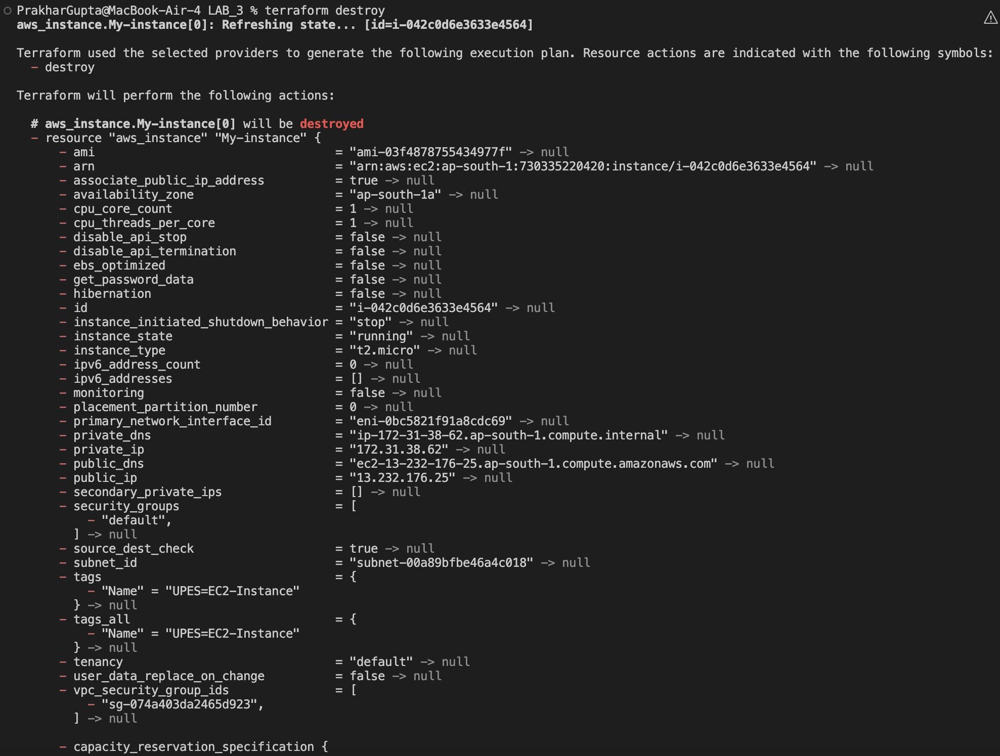 PrakharGupta@MacBook-Air-4 LAB_3 % terraform destroy
aws_instance.My-instance[0]: Refreshing state... [id=i-042c0d6e3633e4564]
Terraform used the selected providers to generate the following execution plan. Resource actions are indicated with the following symbols:
- destroy
Terraform will perform the following actions:
# aws_instance.My-instance[0] will be destroyed
- resource "aws_instance" "My-instance" {
- ami = "ami-03f4878755434977f" -> null
- arn = "arn:aws:ec2:ap-south-1:730335220420:instance/i-042c0d6e3633e4564" -> null
- associate_public_ip_address = true -> null
- availability_zone = "ap-south-1a" -> null
- cpu_core_count = 1 -> null
- cpu_threads_per_core = 1 -> null
- disable_api_stop = false -> null
- disable_api_termination = false -> null
- ebs_optimized = false -> null
- get_password_data = false -> null
- hibernation = false -> null
- id = "i-042c0d6e3633e4564" -> null
- instance_initiated_shutdown_behavior = "stop" -> null
- instance_state = "running" -> null
- instance_type = "t2.micro" -> null
- ipv6_address_count = 0 -> null
- ipv6_addresses = [] -> null
- monitoring = false -> null
- placement_partition_number = 0 -> null
- primary_network_interface_id = "eni-0bc5821f91a8cdc69" -> null
- private_dns = "ip-172-31-38-62.ap-south-1.compute.internal" -> null
- private_ip = "172.31.38.62" -> null
- public_dns = "ec2-13-232-176-25.ap-south-1.compute.amazonaws.com" -> null
- public_ip = "13.232.176.25" -> null
- secondary_private_ips = [] -> null
- security_groups = [
- "default",
] -> null
- source_dest_check = true -> null
- subnet_id = "subnet-00a89bfbe46a4c018" -> null
- tags = {
- "Name" = "UPES=EC2-Instance"
} -> null
- tags_all = {
- "Name" = "UPES=EC2-Instance"
} -> null
- tenancy = "default" -> null
- user_data_replace_on_change = false -> null
- vpc_security_group_ids = [
- "sg-074a403da2465d923",
] -> null
- capacity_reservation_specification {